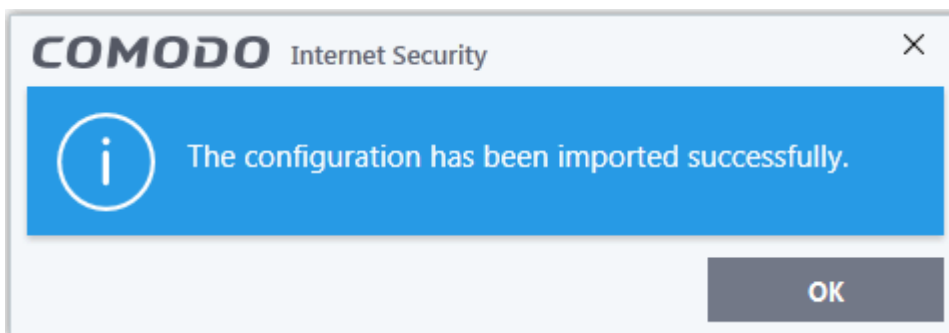 COMODO Internet Security
The configuration has been imported successfully.
OK